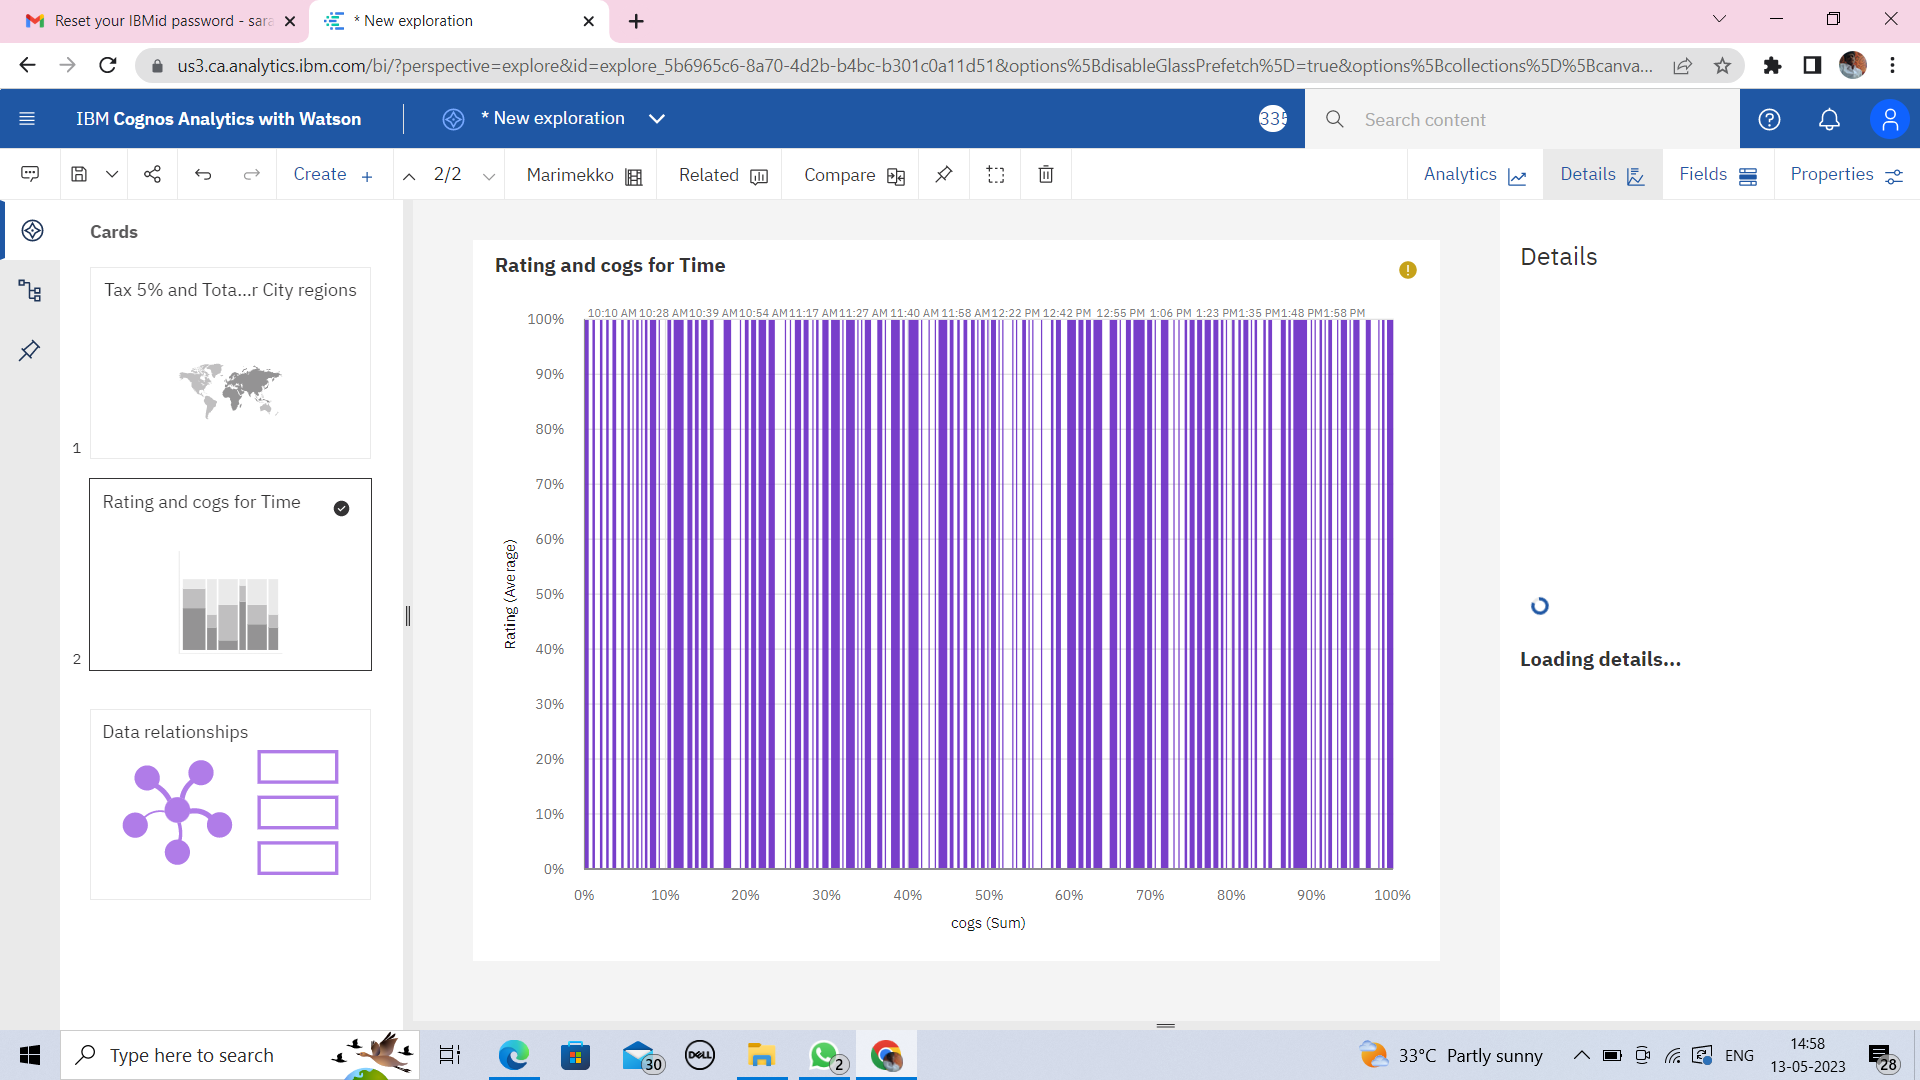 Reset your IBMid password - sara
* New exploration
us3.ca.analytics.ibm.com/bi/?perspective=explore&id=explore_5b6965c6-8a70-4d2b-b4bc-b301c0a11d51&options%5BdisableGlassPrefetch%5D=true&options%5Bcollections%5D%5Bcanva...
IBM Cognos Analytics with Watson
* New exploration
335
Search content
Create
2/2
Marimekko
Related
Compare
Analytics
Details
Fields
Properties
Cards
Tax 5% and Tota...r City regions
1
Rating and cogs for Time
2
Data relationships
Rating and cogs for Time
10:10 AM 10:28 AM 10:39 AM 10:54 AM 11:17 AM 11:27 AM 11:40 AM 11:58 AM 12:22 PM 12:42 PM 12:55 PM 1:06 PM 1:23 PM 1:35 PM 1:48 PM 1:58 PM
100%
90%
80%
70%
60%
50%
40%
30%
20%
10%
0%
Rating (Average)
0% 10% 20% 30% 40% 50% 60% 70% 80% 90% 100%
cogs (Sum)
Details
Loading details...
Type here to search
30
DELL
2
33°C Partly sunny
ENG
14:58
13-05-2023
28